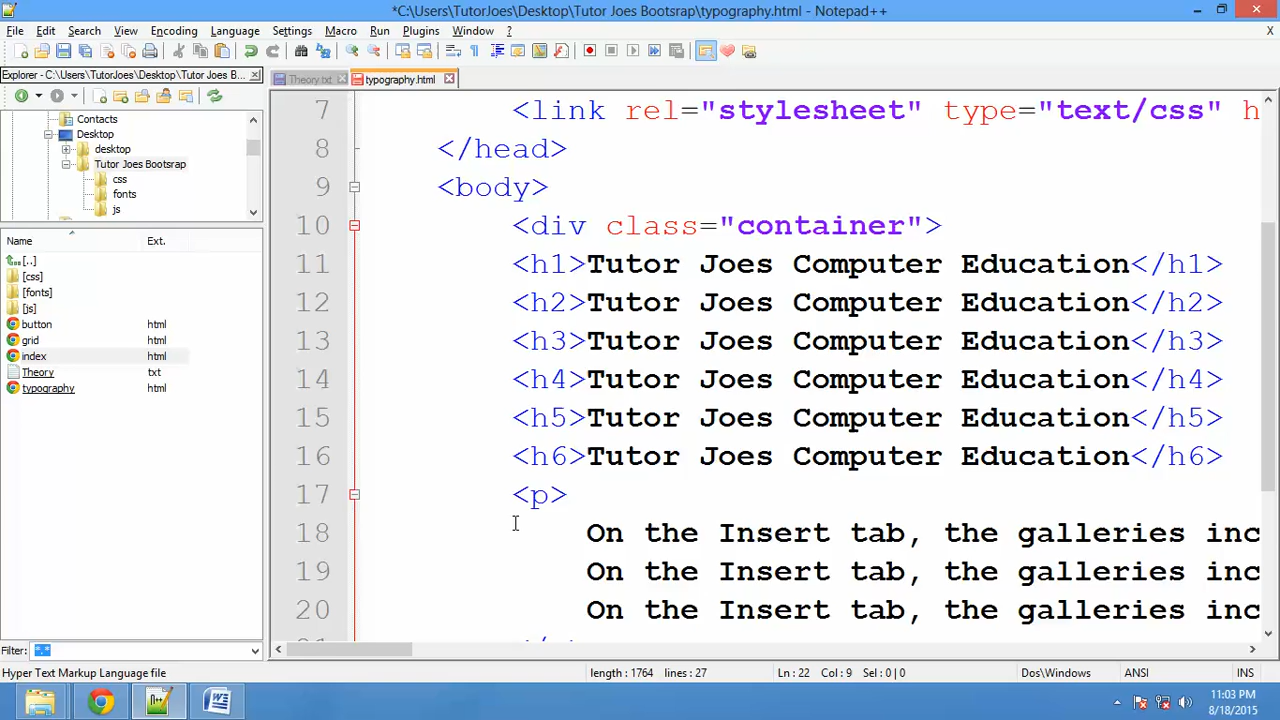 *C:\Users\TutorJoes\Desktop\Tutor Joes Bootsrap\typography.html - Notepad++
File Edit Search View Encoding Language Settings Macro Run Plugins Window ? X
Explorer - C:\Users\TutorJoes\Desktop\Tutor Joes B...
Theory.txt typography.html
Contacts
Desktop
desktop
Tutor Joes Bootsrap
css
fonts
js
Name Ext.
[..]
[css]
[fonts]
[js]
button html
grid html
index html
Theory txt
typography html
Filter: *.*
7 <link rel="stylesheet" type="text/css" h
8 </head>
9 <body>
10 <div class="container">
11 <h1>Tutor Joes Computer Education</h1>
12 <h2>Tutor Joes Computer Education</h2>
13 <h3>Tutor Joes Computer Education</h3>
14 <h4>Tutor Joes Computer Education</h4>
15 <h5>Tutor Joes Computer Education</h5>
16 <h6>Tutor Joes Computer Education</h6>
17 <p>
18 On the Insert tab, the galleries inc
19 On the Insert tab, the galleries inc
20 On the Insert tab, the galleries inc
Hyper Text Markup Language file length : 1764 lines : 27 Ln : 22 Col : 9 Sel : 0 | 0 Dos\Windows ANSI INS
11:03 PM
8/18/2015